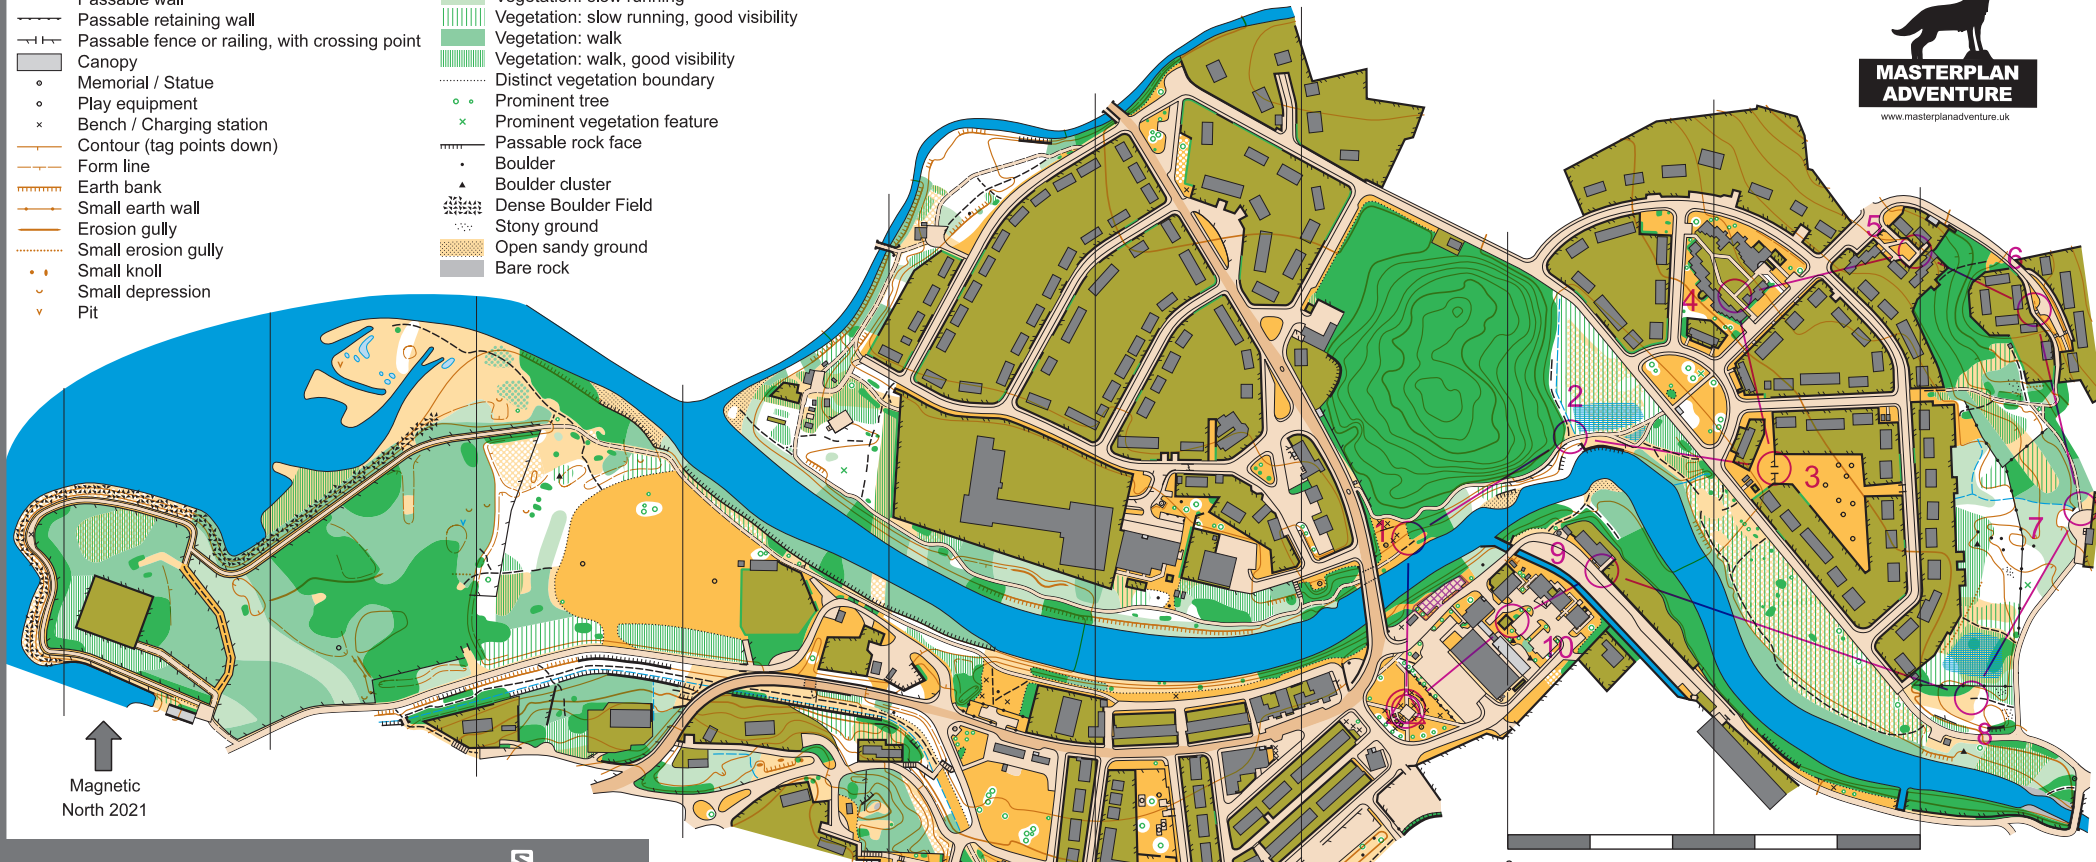 Passable wall
Passable retaining wall
Passable fence or railing, with crossing point
Canopy
Memorial / Statue
Play equipment
Bench / Charging station
Contour (tag points down)
Form line
Earth bank
Small earth wall
Erosion gully
Small erosion gully
Small knoll
Small depression
Pit
Vegetation: slow running
Vegetation: slow running, good visibility
Vegetation: walk
Vegetation: walk, good visibility
Distinct vegetation boundary
Prominent tree
Prominent vegetation feature
Passable rock face
Boulder
Boulder cluster
Dense Boulder Field
Stony ground
Open sandy ground
Bare rock
MASTERPLAN
ADVENTURE
www.masterplanadventure.uk
5
6
4
2
3
1
7
9
10
8
Magnetic
North 2021
S